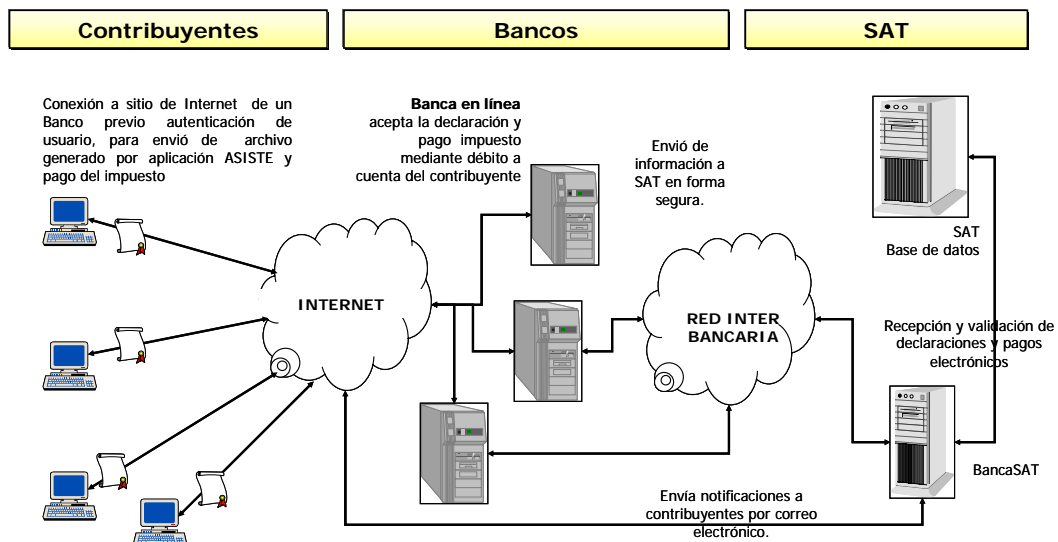 Contribuyentes
Bancos
SAT
Conexión a sitio de Internet de un
Banco previo autenticación de
usuario, para envió de archivo
generado por aplicación ASISTE y
pago del impuesto
Banca en línea
acepta la declaración y
pago impuesto
mediante débito a
cuenta del contribuyente
Envió de
información a
SAT en forma
segura.
SAT
Base de datos
INTERNET
RED INTER
BANCARIA
Recepción y validación de
declaraciones y pagos
electrónicos
BancaSAT
Envía notificaciones a
contribuyentes por correo
electrónico.